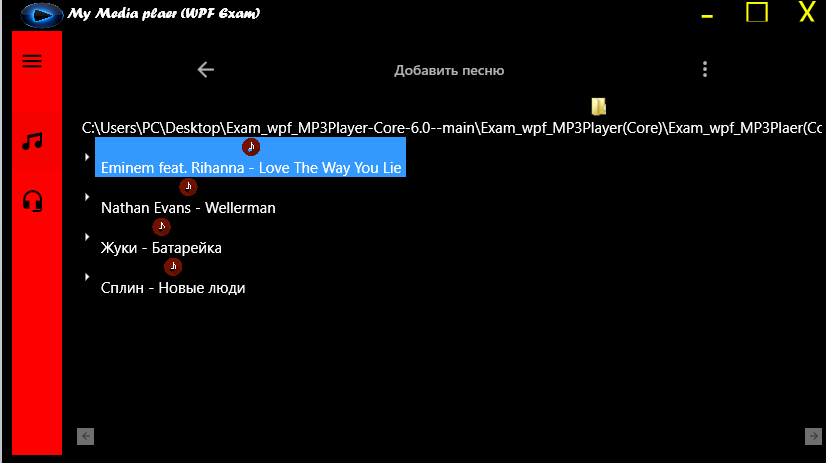 My Media plaer (WPF Exam)
Добавить песню
C:\Users\PC\Desktop\Exam_wpf_MP3Player-Core-6.0--main\Exam_wpf_MP3Player(Core)\Exam_wpf_MP3Plaer(Co
Eminem feat. Rihanna - Love The Way You Lie
Nathan Evans - Wellerman
Жуки - Батарейка
Сплин - Новые люди